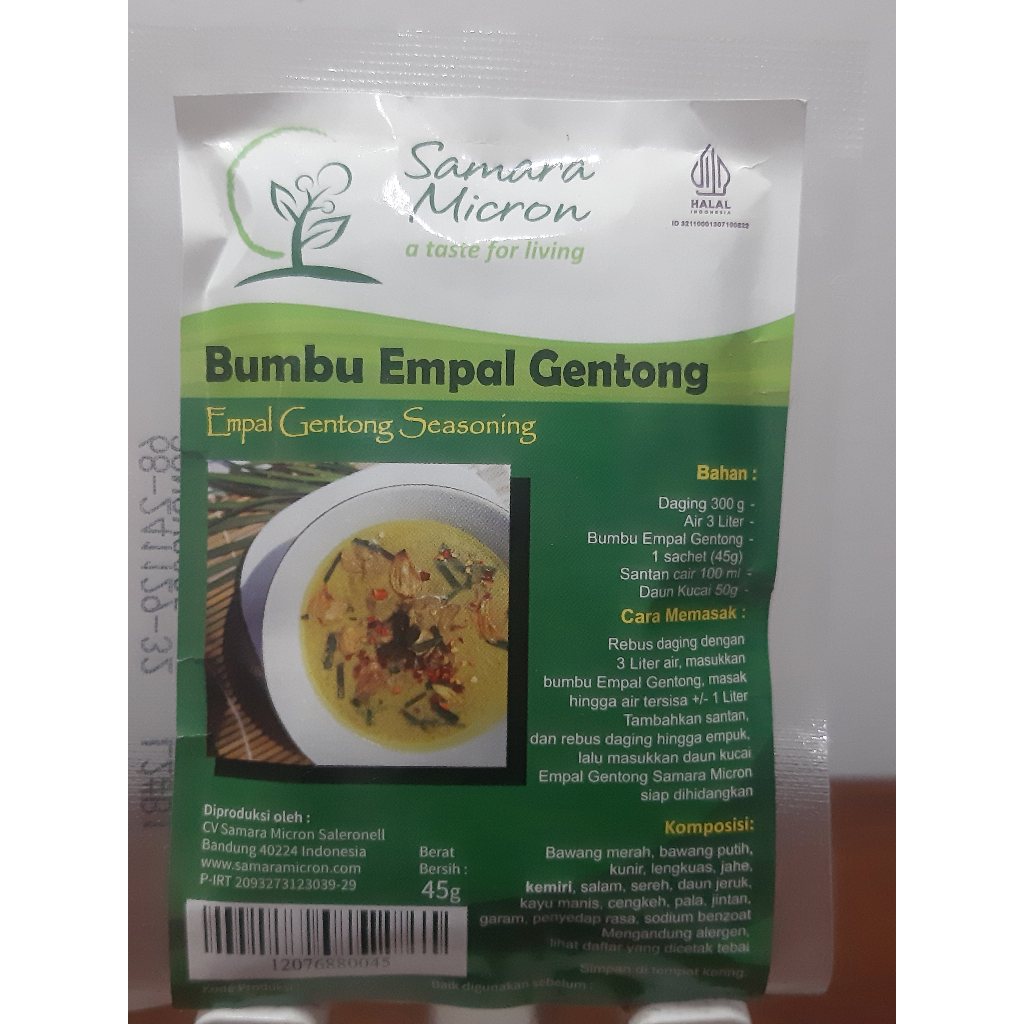 Samara
Micron
a taste for living
HALAL
INDONESIA
Bumbu Empal Gentong
Empal Gentong Seasoning
Bahan :
Daging 300 g -
Air 3 Liter -
Bumbu Empal Gentong -
1 sachet (45g)
Santan cair 100 ml -
Daun Kucai 50g -
Cara Memasak :
Rebus daging dengan
3 Liter air, masukkan
bumbu Empal Gentong, masak
hingga air tersisa +/- 1 Liter
Tambahkan santan,
dan rebus daging hingga empuk,
lalu masukkan daun kucai
Empal Gentong Samara Micron
siap dihidangkan
Komposisi:
Bawang merah, bawang putih,
kunir, lengkuas, jahe,
kemiri, salam, sereh, daun jeruk,
kayu manis, cengkeh, pala, jintan,
garam, penyedap rasa, sodium benzoat
Mengandung alergen,
lihat daftar yang dicetak tebal
Simpan di tempat kering.
Diproduksi oleh :
CV Samara Micron Saleronell
Bandung 40224 Indonesia
www.samaramicron.com
P-IRT 2093273123039-29
Berat
Bersih :
45g
12076880045
Kode Produksi
Baik digunakan sebelum :